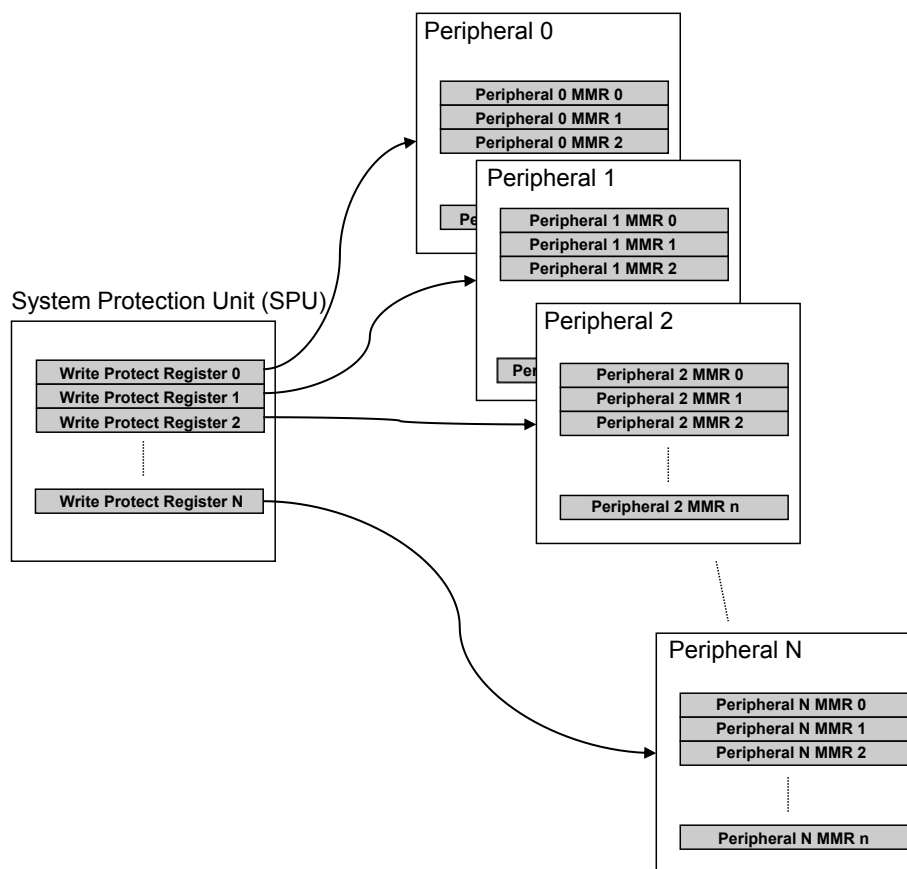 Peripheral 0
Peripheral 0 MMR 0
Peripheral 0 MMR 1
Peripheral 0 MMR 2
Peripheral 1
Peripheral 1 MMR 0
Peripheral 1 MMR 1
Peripheral 1 MMR 2
System Protection Unit (SPU)
Write Protect Register 0
Write Protect Register 1
Write Protect Register 2
Write Protect Register N
Peripheral 2
Peripheral 2 MMR 0
Peripheral 2 MMR 1
Peripheral 2 MMR 2
Peripheral 2 MMR n
Peripheral N
Peripheral N MMR 0
Peripheral N MMR 1
Peripheral N MMR 2
Peripheral N MMR n